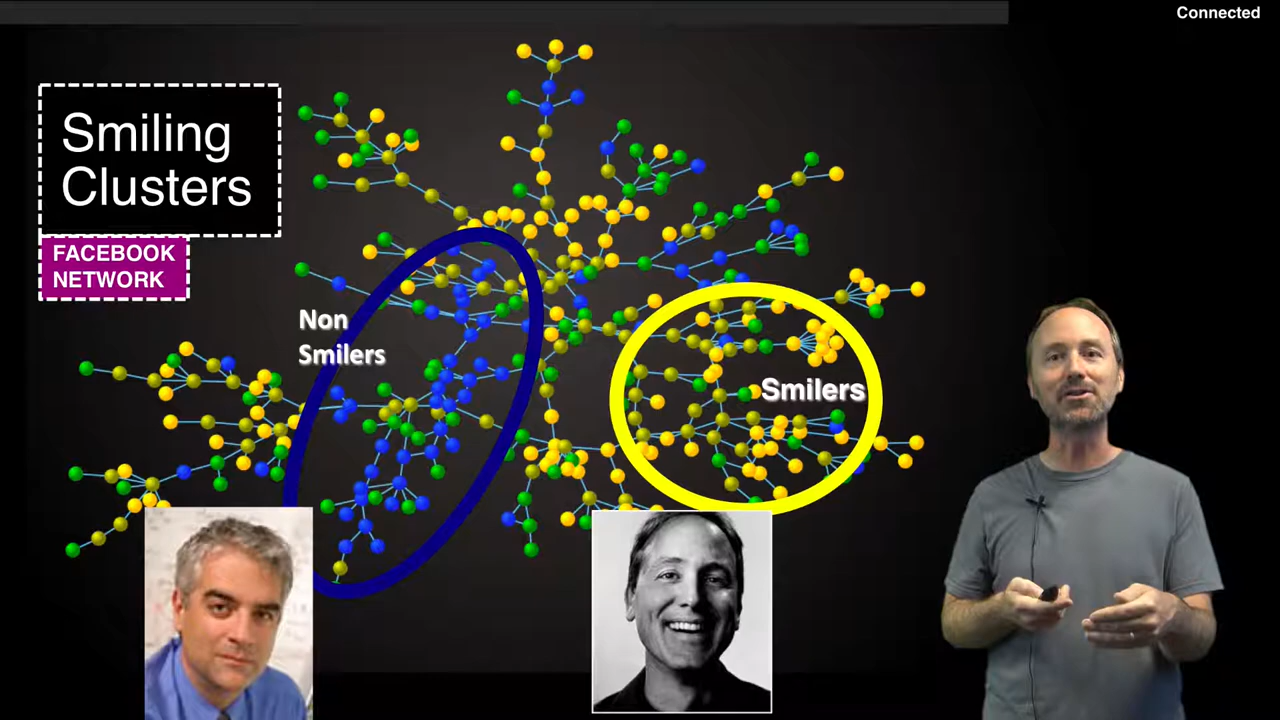 Connected
Smiling
Clusters
FACEBOOK
NETWORK
Non
Smilers
Smilers